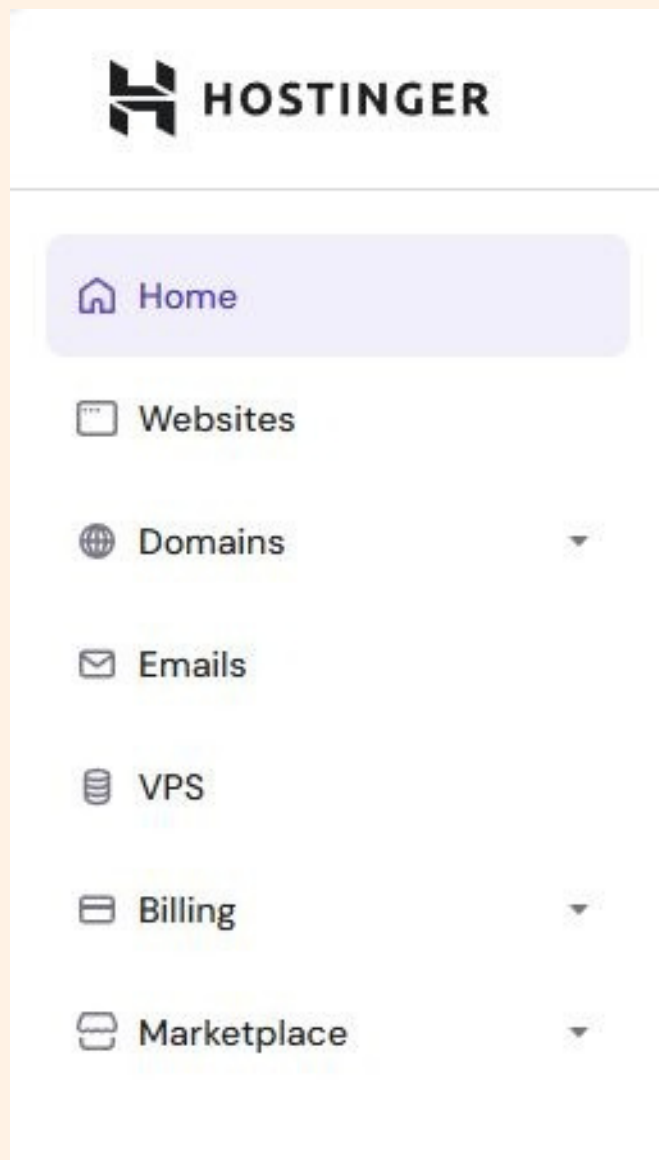 HOSTINGER
Home
Websites
Domains
Emails
VPS
Billing
Marketplace